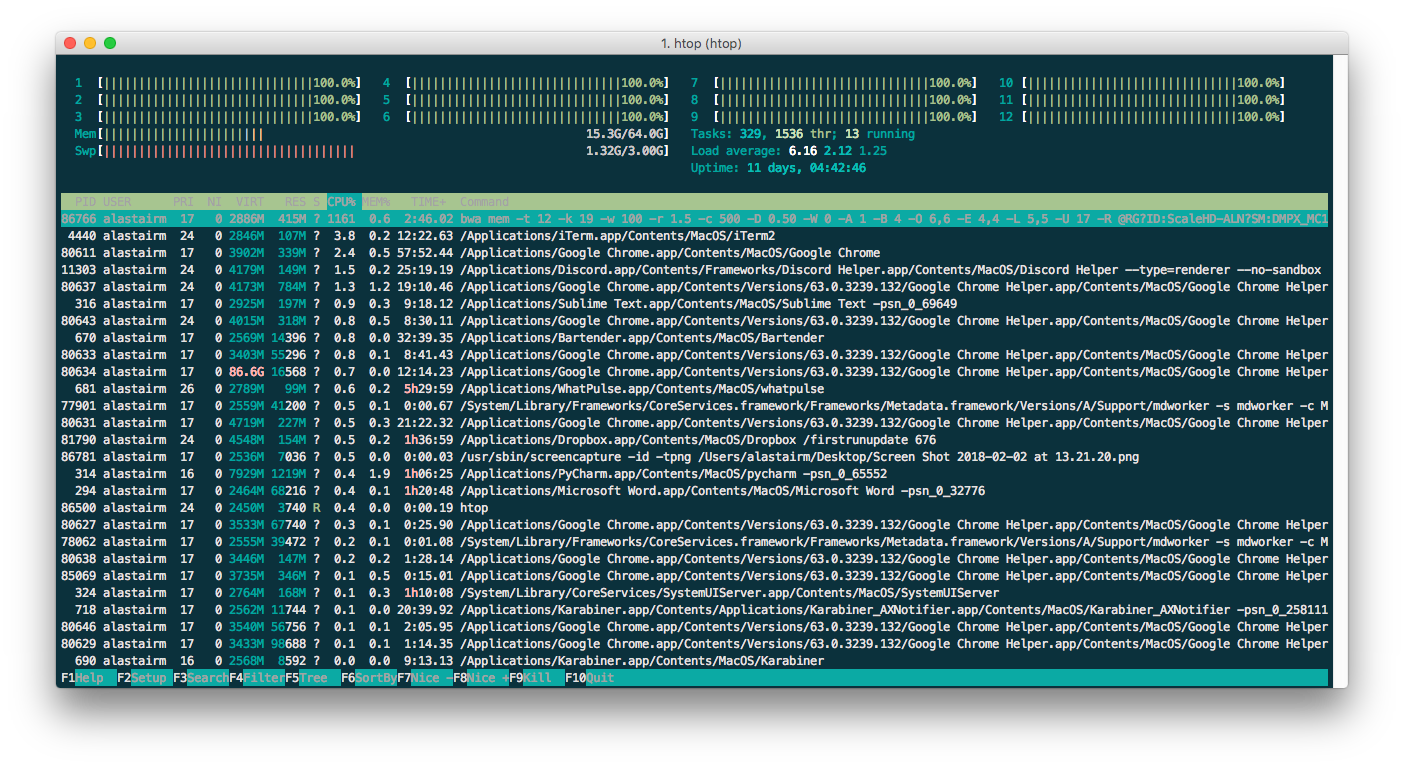 1. htop (htop)
1 [||||||||||||||||||||||||||||||100.0%] 4 [||||||||||||||||||||||||||||||100.0%] 7 [||||||||||||||||||||||||||||||100.0%] 10 [||||||||||||||||||||||||||||||100.0%]
2 [||||||||||||||||||||||||||||||100.0%] 5 [||||||||||||||||||||||||||||||100.0%] 8 [||||||||||||||||||||||||||||||100.0%] 11 [||||||||||||||||||||||||||||||100.0%]
3 [||||||||||||||||||||||||||||||100.0%] 6 [||||||||||||||||||||||||||||||100.0%] 9 [||||||||||||||||||||||||||||||100.0%] 12 [||||||||||||||||||||||||||||||100.0%]
Mem[||||||||||||||||||||||| 15.3G/64.0G] Tasks: 329, 1536 thr; 13 running
Swp[|||||||||||||||||||||||||||||||||||| 1.32G/3.00G] Load average: 6.16 2.12 1.25
Uptime: 11 days, 04:42:46
PID USER PRI NI VIRT RES S CPU% MEM% TIME+ Command
86766 alastairm 17 0 2886M 415M ? 1161 0.6 2:46.02 bwa mem -t 12 -k 19 -w 100 -r 1.5 -c 500 -D 0.50 -W 0 -A 1 -B 4 -O 6,6 -E 4,4 -L 5,5 -U 17 -R @RG?ID:ScaleHD-ALN?SM:DMPX_MC1
4440 alastairm 24 0 2846M 107M ? 3.8 0.2 12:22.63 /Applications/iTerm.app/Contents/MacOS/iTerm2
80611 alastairm 17 0 3902M 339M ? 2.4 0.5 57:52.44 /Applications/Google Chrome.app/Contents/MacOS/Google Chrome
11303 alastairm 24 0 4179M 149M ? 1.5 0.2 25:19.19 /Applications/Discord.app/Contents/Frameworks/Discord Helper.app/Contents/MacOS/Discord Helper --type=renderer --no-sandbox
80637 alastairm 24 0 4173M 784M ? 1.3 1.2 19:10.46 /Applications/Google Chrome.app/Contents/Versions/63.0.3239.132/Google Chrome Helper.app/Contents/MacOS/Google Chrome Helper
316 alastairm 17 0 2925M 197M ? 0.9 0.3 9:18.12 /Applications/Sublime Text.app/Contents/MacOS/Sublime Text -psn_0_69649
80643 alastairm 24 0 4015M 318M ? 0.8 0.5 8:30.11 /Applications/Google Chrome.app/Contents/Versions/63.0.3239.132/Google Chrome Helper.app/Contents/MacOS/Google Chrome Helper
670 alastairm 17 0 2569M 14396 ? 0.8 0.0 32:39.35 /Applications/Bartender.app/Contents/MacOS/Bartender
80633 alastairm 17 0 3403M 55296 ? 0.8 0.1 8:41.43 /Applications/Google Chrome.app/Contents/Versions/63.0.3239.132/Google Chrome Helper.app/Contents/MacOS/Google Chrome Helper
80634 alastairm 17 0 86.6G 16568 ? 0.7 0.0 12:14.23 /Applications/Google Chrome.app/Contents/Versions/63.0.3239.132/Google Chrome Helper.app/Contents/MacOS/Google Chrome Helper
681 alastairm 26 0 2789M 99M ? 0.6 0.2 5h29:59 /Applications/WhatPulse.app/Contents/MacOS/whatpulse
77901 alastairm 17 0 2559M 41200 ? 0.5 0.1 0:00.67 /System/Library/Frameworks/CoreServices.framework/Frameworks/Metadata.framework/Versions/A/Support/mdworker -s mdworker -c M
80631 alastairm 17 0 4719M 227M ? 0.5 0.3 21:22.32 /Applications/Google Chrome.app/Contents/Versions/63.0.3239.132/Google Chrome Helper.app/Contents/MacOS/Google Chrome Helper
81790 alastairm 24 0 4548M 154M ? 0.5 0.2 1h36:59 /Applications/Dropbox.app/Contents/MacOS/Dropbox /firstrunupdate 676
86781 alastairm 17 0 2536M 7036 ? 0.5 0.0 0:00.03 /usr/sbin/screencapture -id -tpng /Users/alastairm/Desktop/Screen Shot 2018-02-02 at 13.21.20.png
314 alastairm 16 0 7929M 1219M ? 0.4 1.9 1h06:25 /Applications/PyCharm.app/Contents/MacOS/pycharm -psn_0_65552
294 alastairm 17 0 2464M 68216 ? 0.4 0.1 1h20:48 /Applications/Microsoft Word.app/Contents/MacOS/Microsoft Word -psn_0_32776
86500 alastairm 24 0 2450M 3740 R 0.4 0.0 0:00.19 htop
80627 alastairm 17 0 3533M 67740 ? 0.3 0.1 0:25.90 /Applications/Google Chrome.app/Contents/Versions/63.0.3239.132/Google Chrome Helper.app/Contents/MacOS/Google Chrome Helper
78062 alastairm 17 0 2555M 39472 ? 0.2 0.1 0:01.08 /System/Library/Frameworks/CoreServices.framework/Frameworks/Metadata.framework/Versions/A/Support/mdworker -s mdworker -c M
80638 alastairm 17 0 3446M 147M ? 0.2 0.2 1:28.14 /Applications/Google Chrome.app/Contents/Versions/63.0.3239.132/Google Chrome Helper.app/Contents/MacOS/Google Chrome Helper
85069 alastairm 17 0 3735M 346M ? 0.1 0.5 0:15.01 /Applications/Google Chrome.app/Contents/Versions/63.0.3239.132/Google Chrome Helper.app/Contents/MacOS/Google Chrome Helper
324 alastairm 17 0 2764M 168M ? 0.1 0.3 1h10:08 /System/Library/CoreServices/SystemUIServer.app/Contents/MacOS/SystemUIServer
718 alastairm 17 0 2562M 11744 ? 0.1 0.0 20:39.92 /Applications/Karabiner.app/Contents/Applications/Karabiner_AXNotifier.app/Contents/MacOS/Karabiner_AXNotifier -psn_0_258111
80646 alastairm 17 0 3540M 56756 ? 0.1 0.1 2:05.95 /Applications/Google Chrome.app/Contents/Versions/63.0.3239.132/Google Chrome Helper.app/Contents/MacOS/Google Chrome Helper
80629 alastairm 17 0 3433M 98688 ? 0.1 0.1 1:14.35 /Applications/Google Chrome.app/Contents/Versions/63.0.3239.132/Google Chrome Helper.app/Contents/MacOS/Google Chrome Helper
690 alastairm 16 0 2568M 8592 ? 0.0 0.0 9:13.13 /Applications/Karabiner.app/Contents/MacOS/Karabiner
F1Help F2Setup F3SearchF4FilterF5Tree F6SortByF7Nice -F8Nice +F9Kill F10Quit